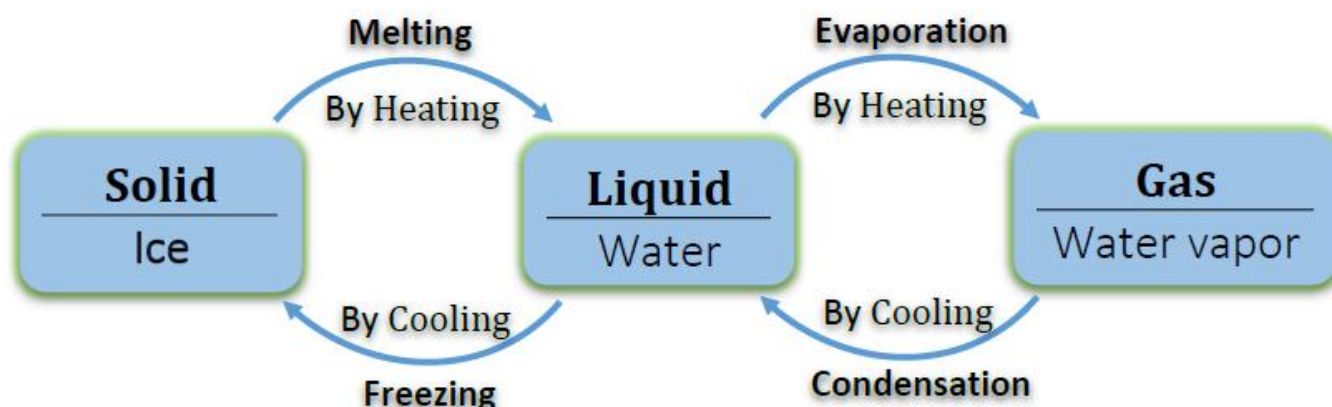 Melting
By Heating
Evaporation
By Heating
Solid
Ice
Liquid
Water
Gas
Water vapor
By Cooling
Freezing
By Cooling
Condensation